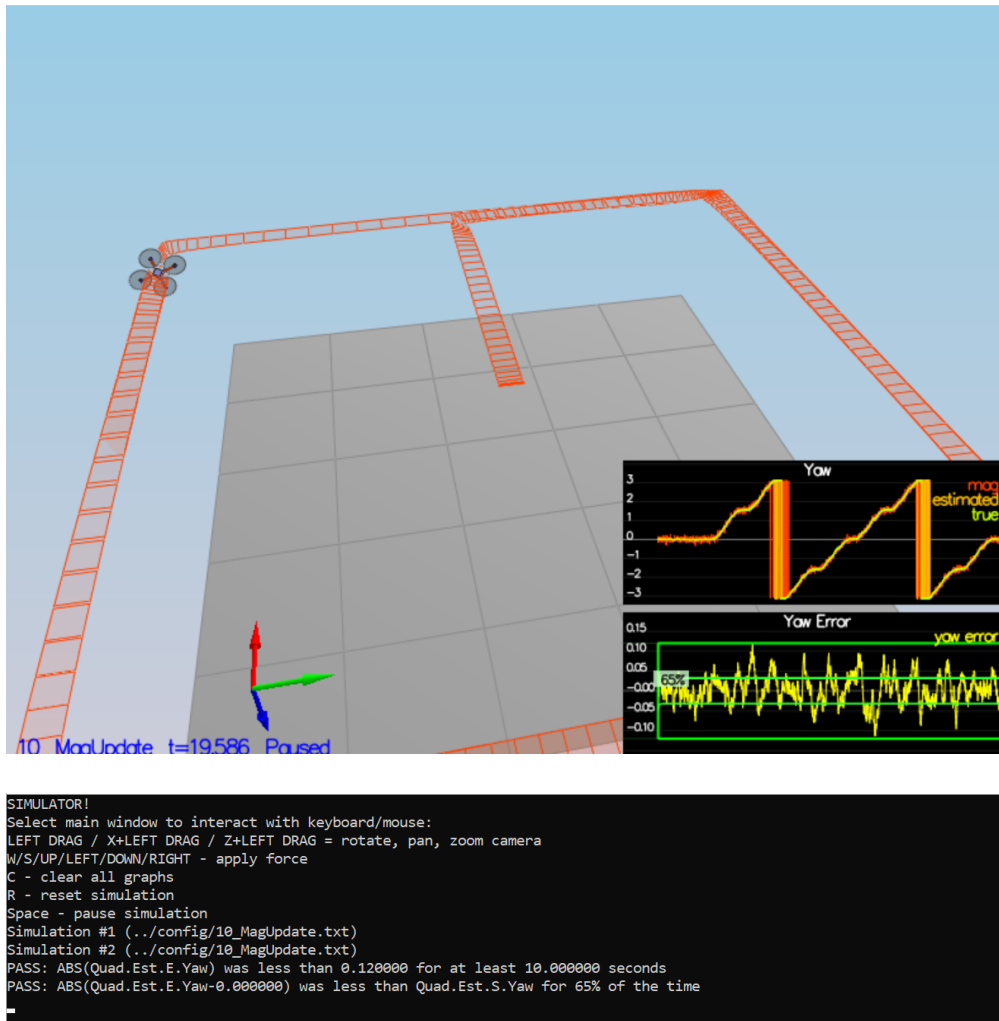 Yaw
3
2
1
0
-1
-2
-3
mag
estimated
true
Yaw Error
0.15
0.10
0.05
-0.00
-0.05
-0.10
yaw error
65%
10 MagUpdate t=19.586 Paused
SIMULATOR!
Select main window to interact with keyboard/mouse:
LEFT DRAG / X+LEFT DRAG / Z+LEFT DRAG = rotate, pan, zoom camera
W/S/UP/LEFT/DOWN/RIGHT - apply force
C - clear all graphs
R - reset simulation
Space - pause simulation
Simulation #1 (../config/10_MagUpdate.txt)
Simulation #2 (../config/10_MagUpdate.txt)
PASS: ABS(Quad.Est.E.Yaw) was less than 0.120000 for at least 10.000000 seconds
PASS: ABS(Quad.Est.E.Yaw-0.000000) was less than Quad.Est.S.Yaw for 65% of the time